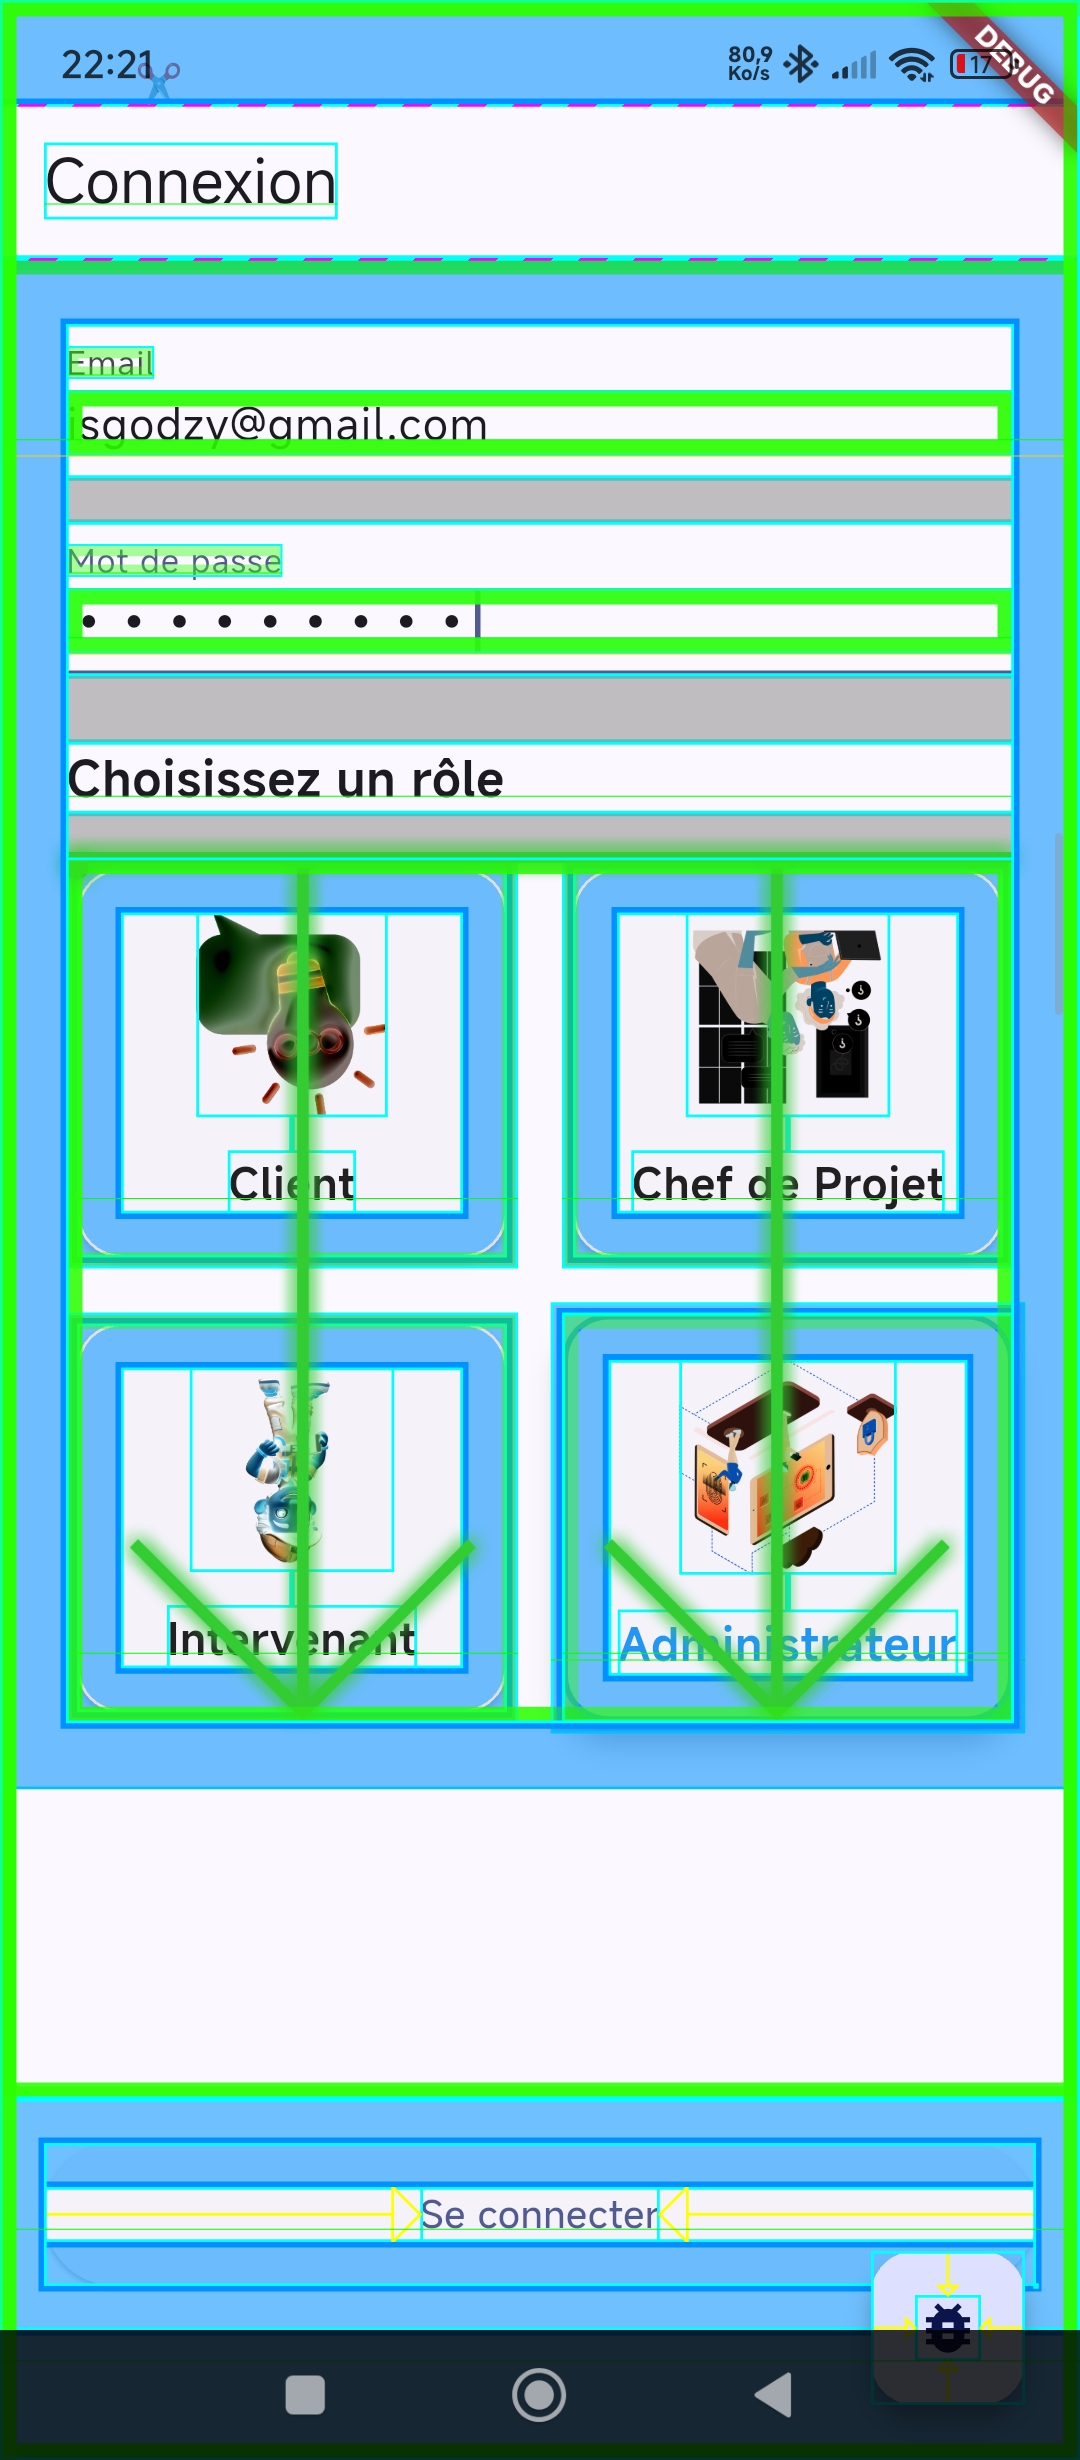 22:21
80,9
Ko/s
17
DEBUG
Connexion
Email
isgodzy@gmail.com
Mot de passe
Choisissez un rôle
Client
Chef de Projet
Intervenant
Administrateur
Se connecter